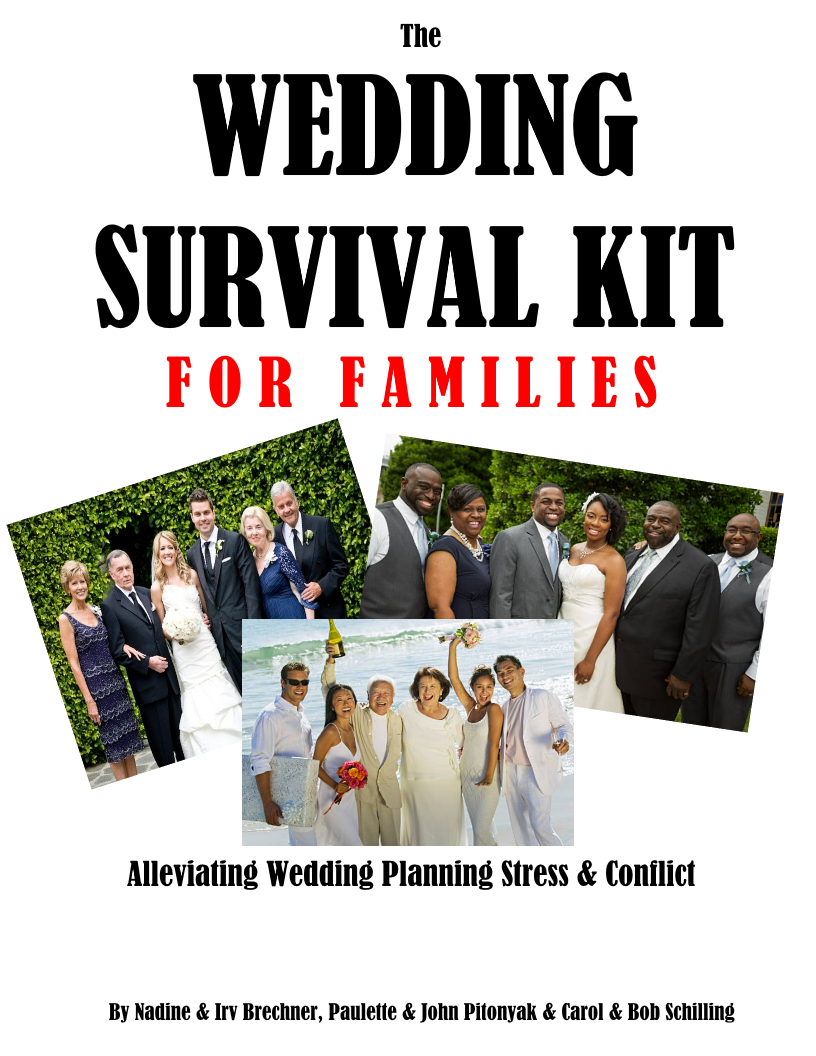 The
WEDDING
SURVIVAL KIT
FOR FAMILIES
Alleviating Wedding Planning Stress & Conflict
By Nadine & Irv Brechner, Paulette & John Pitonyak & Carol & Bob Schilling